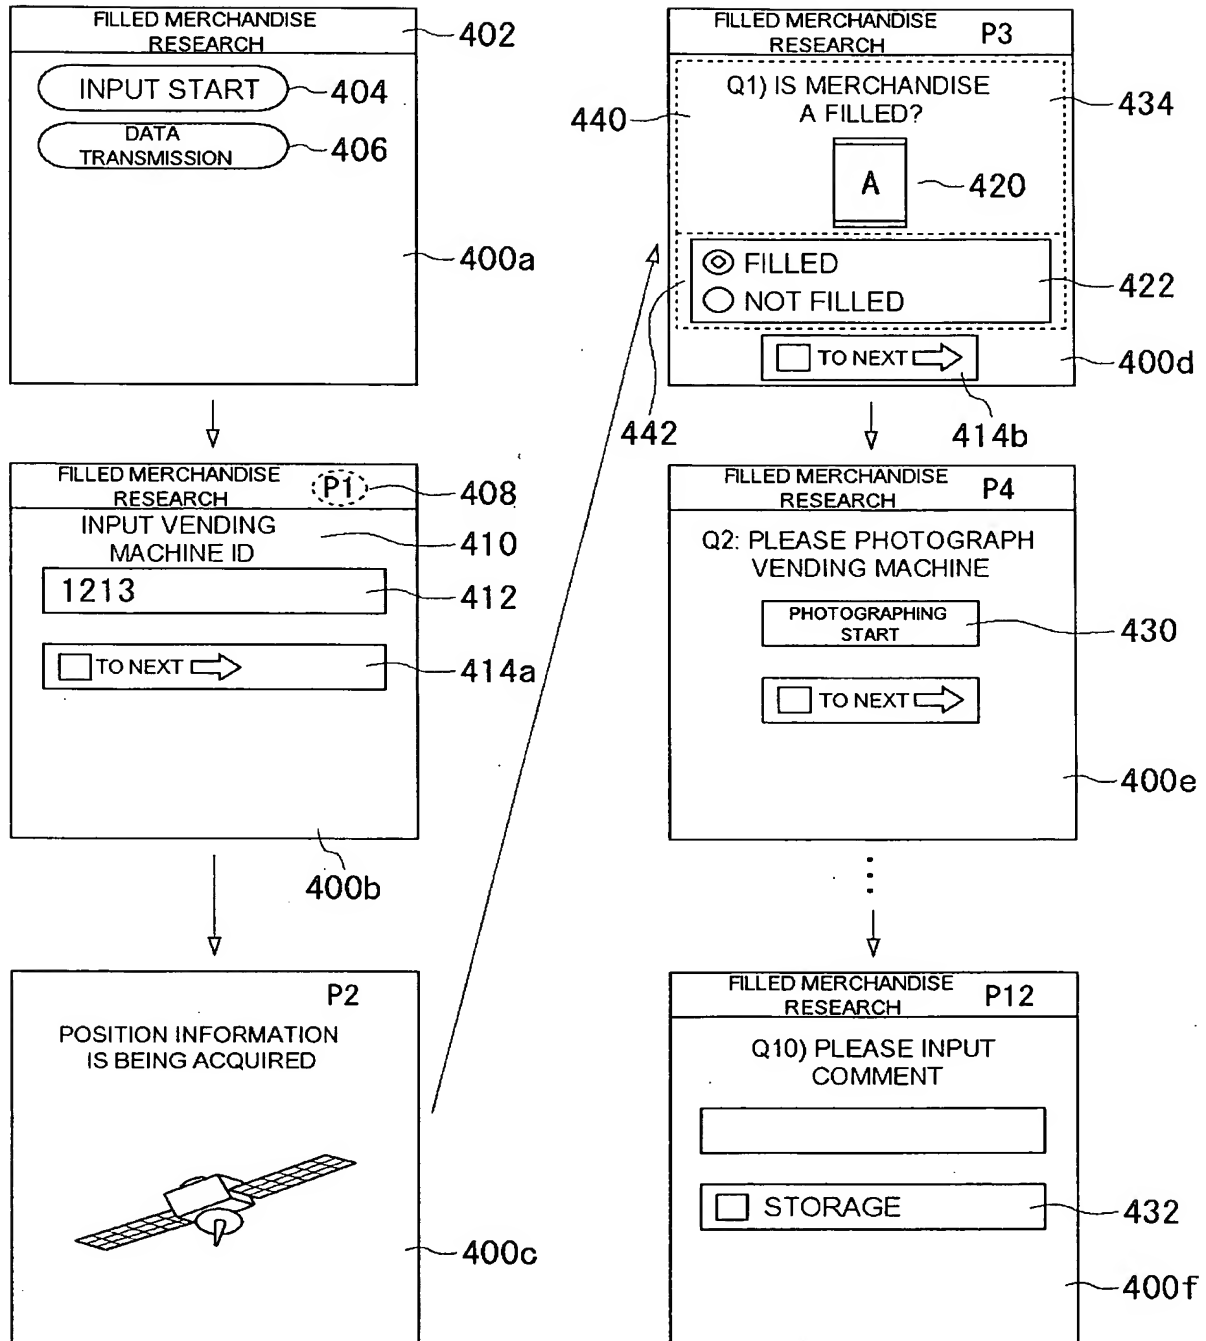 FILLED MERCHANDISE
RESEARCH
402
INPUT START
404
DATA
TRANSMISSION
406
400a
FILLED MERCHANDISE
RESEARCH
P1
408
INPUT VENDING
MACHINE ID
410
1213
412
TO NEXT
414a
400b
P2
POSITION INFORMATION
IS BEING ACQUIRED
400c
FILLED MERCHANDISE
RESEARCH
P3
Q1) IS MERCHANDISE
A FILLED?
434
440
A
420
FILLED
NOT FILLED
422
TO NEXT
400d
442
414b
FILLED MERCHANDISE
RESEARCH
P4
Q2: PLEASE PHOTOGRAPH
VENDING MACHINE
PHOTOGRAPHING
START
430
TO NEXT
400e
FILLED MERCHANDISE
RESEARCH
P12
Q10) PLEASE INPUT
COMMENT
STORAGE
432
400f